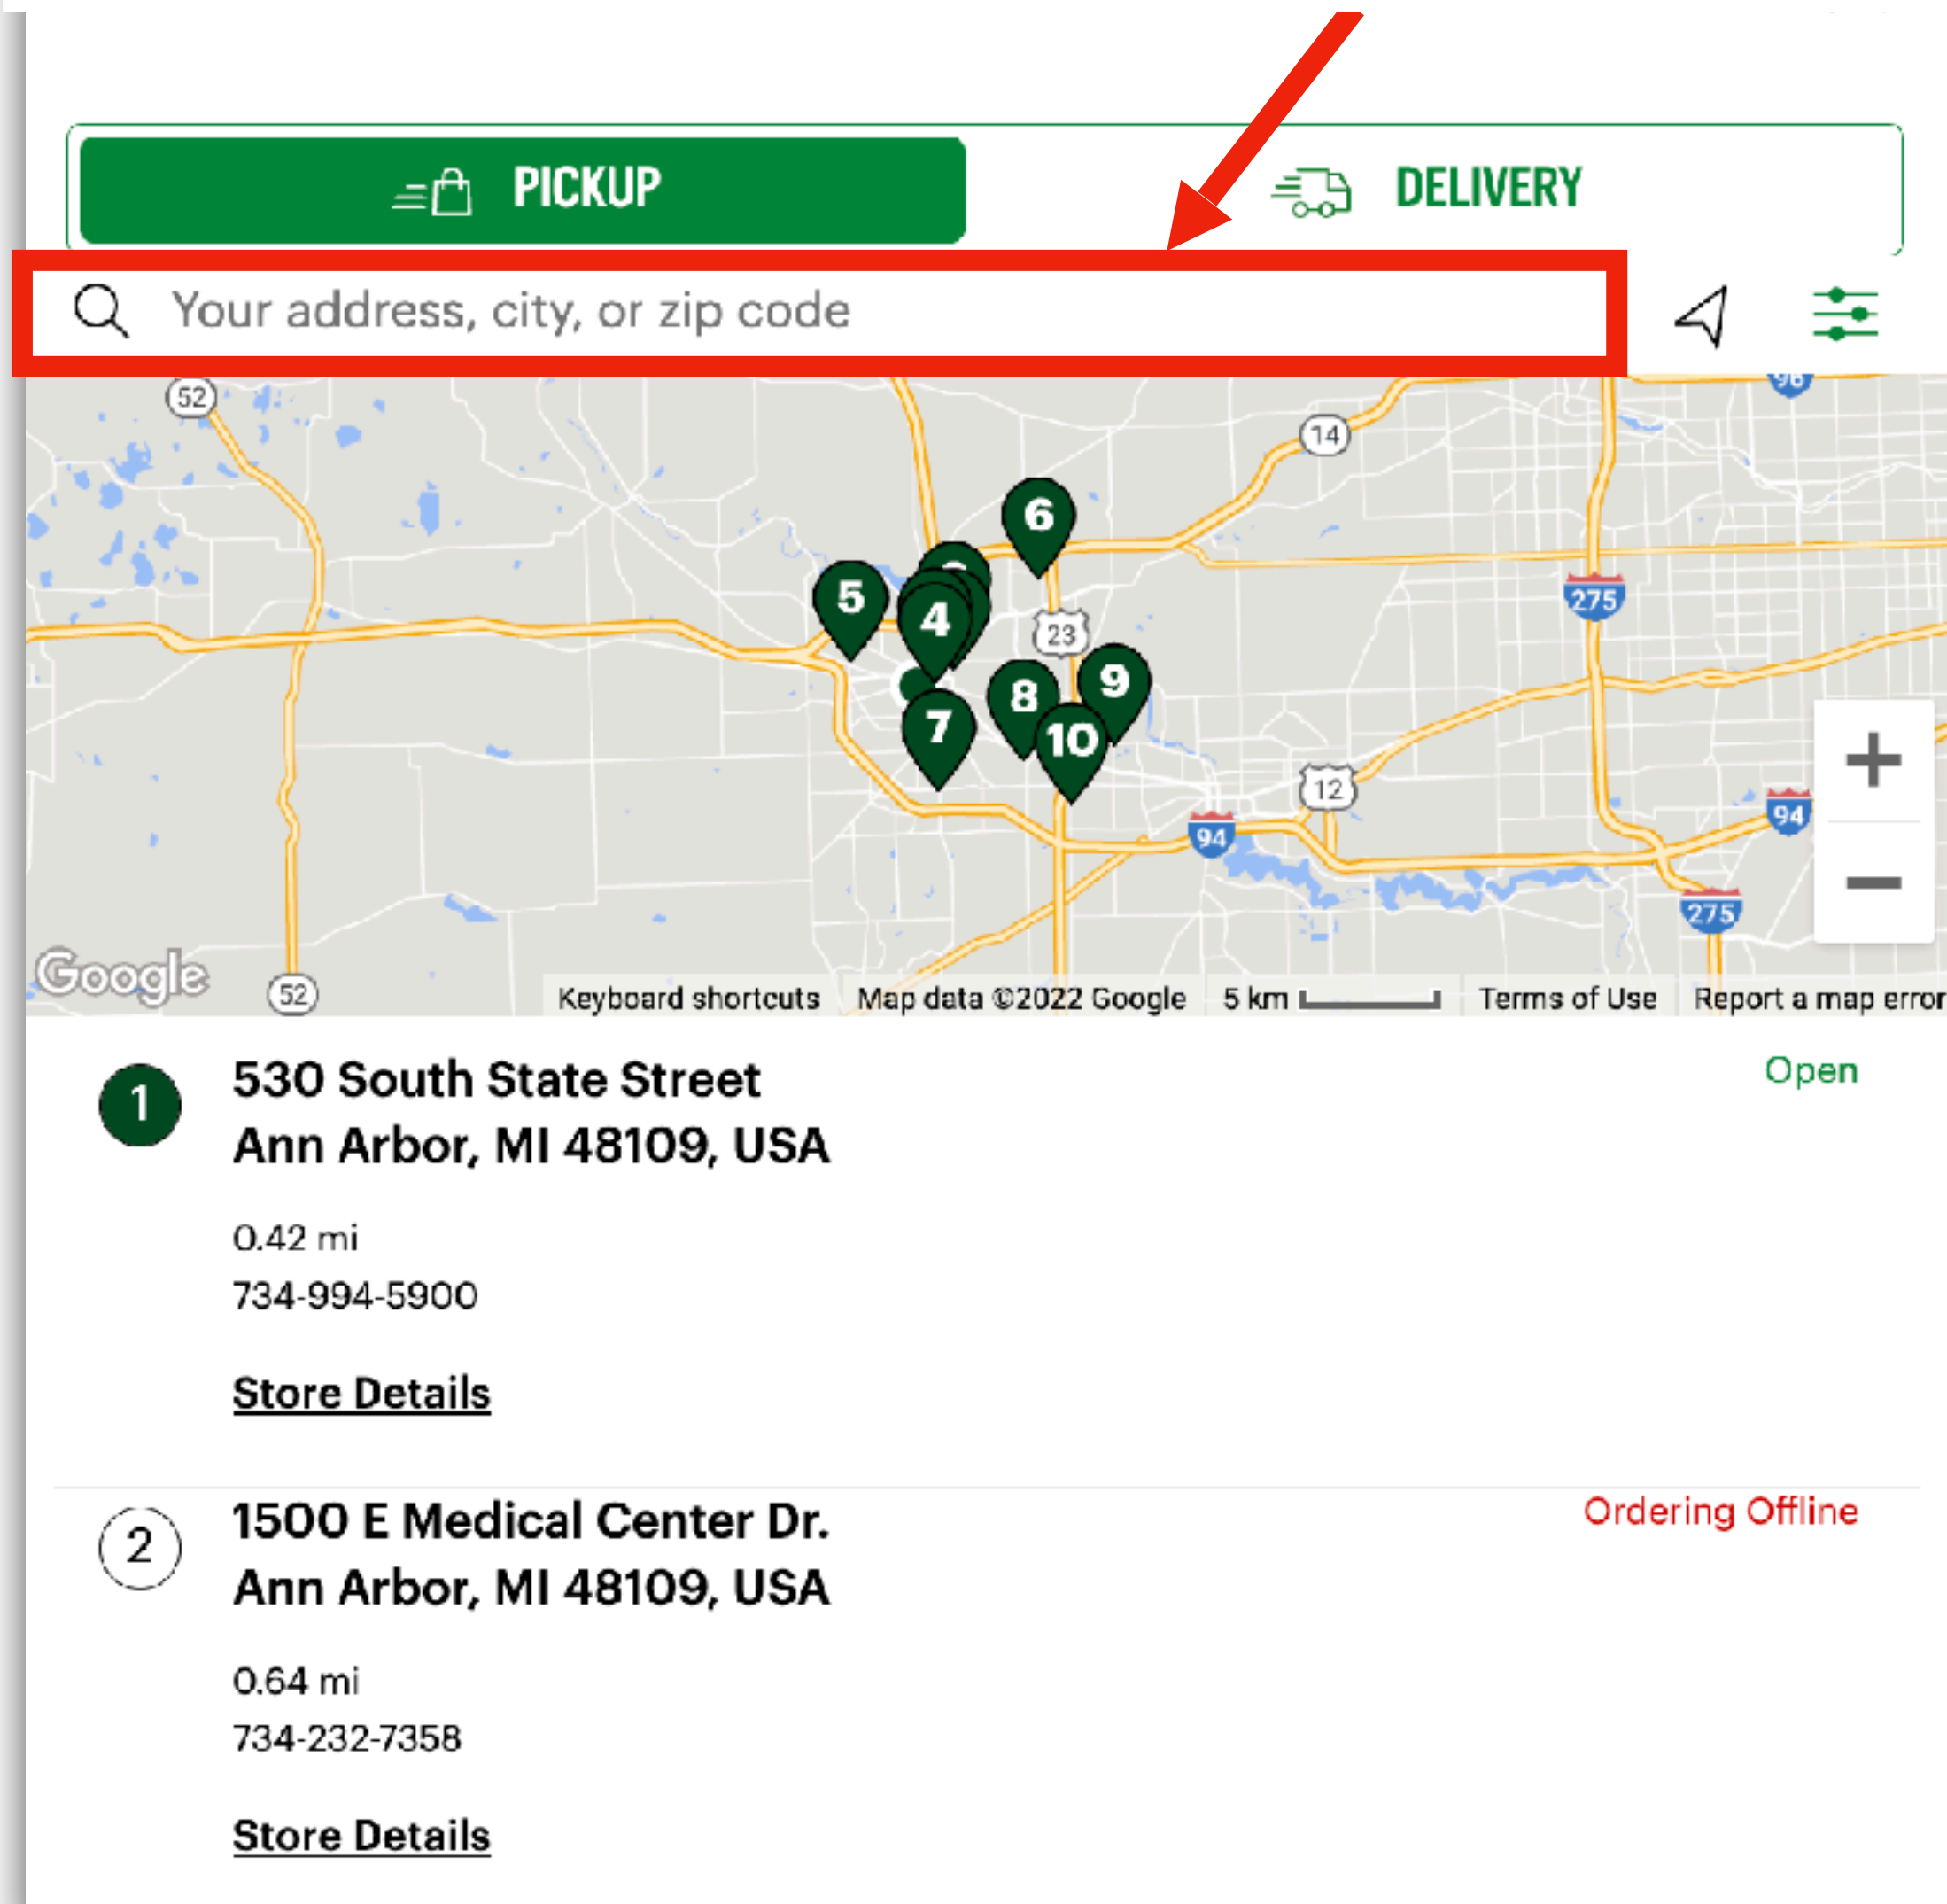 PICKUP
DELIVERY
Your address, city, or zip code
52
14
96
6
5
4
23
275
8
9
7
10
12
94
94
275
Google
52
Keyboard shortcuts
Map data ©2022 Google
5 km
Terms of Use
Report a map error
1
530 South State Street
Open
Ann Arbor, MI 48109, USA
0.42 mi
734-994-5900
Store Details
2
1500 E Medical Center Dr.
Ordering Offline
Ann Arbor, MI 48109, USA
0.64 mi
734-232-7358
Store Details